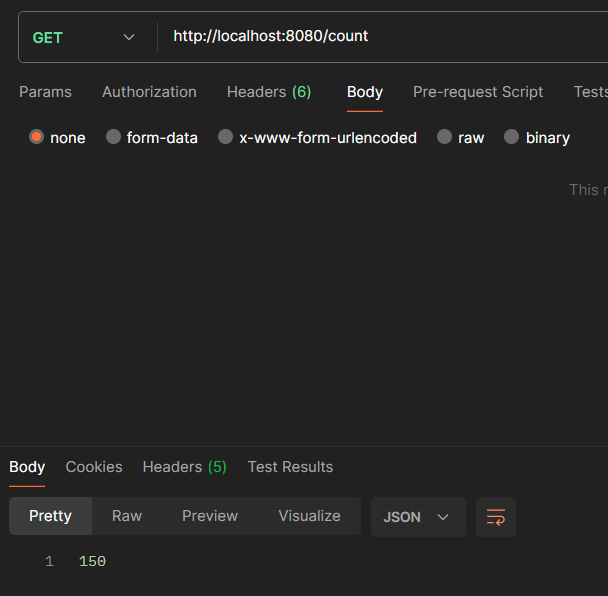 GET http://localhost:8080/count
Params Authorization Headers (6) Body Pre-request Script Tests
none form-data x-www-form-urlencoded raw binary
This
Body Cookies Headers (5) Test Results
Pretty Raw Preview Visualize JSON
1 150